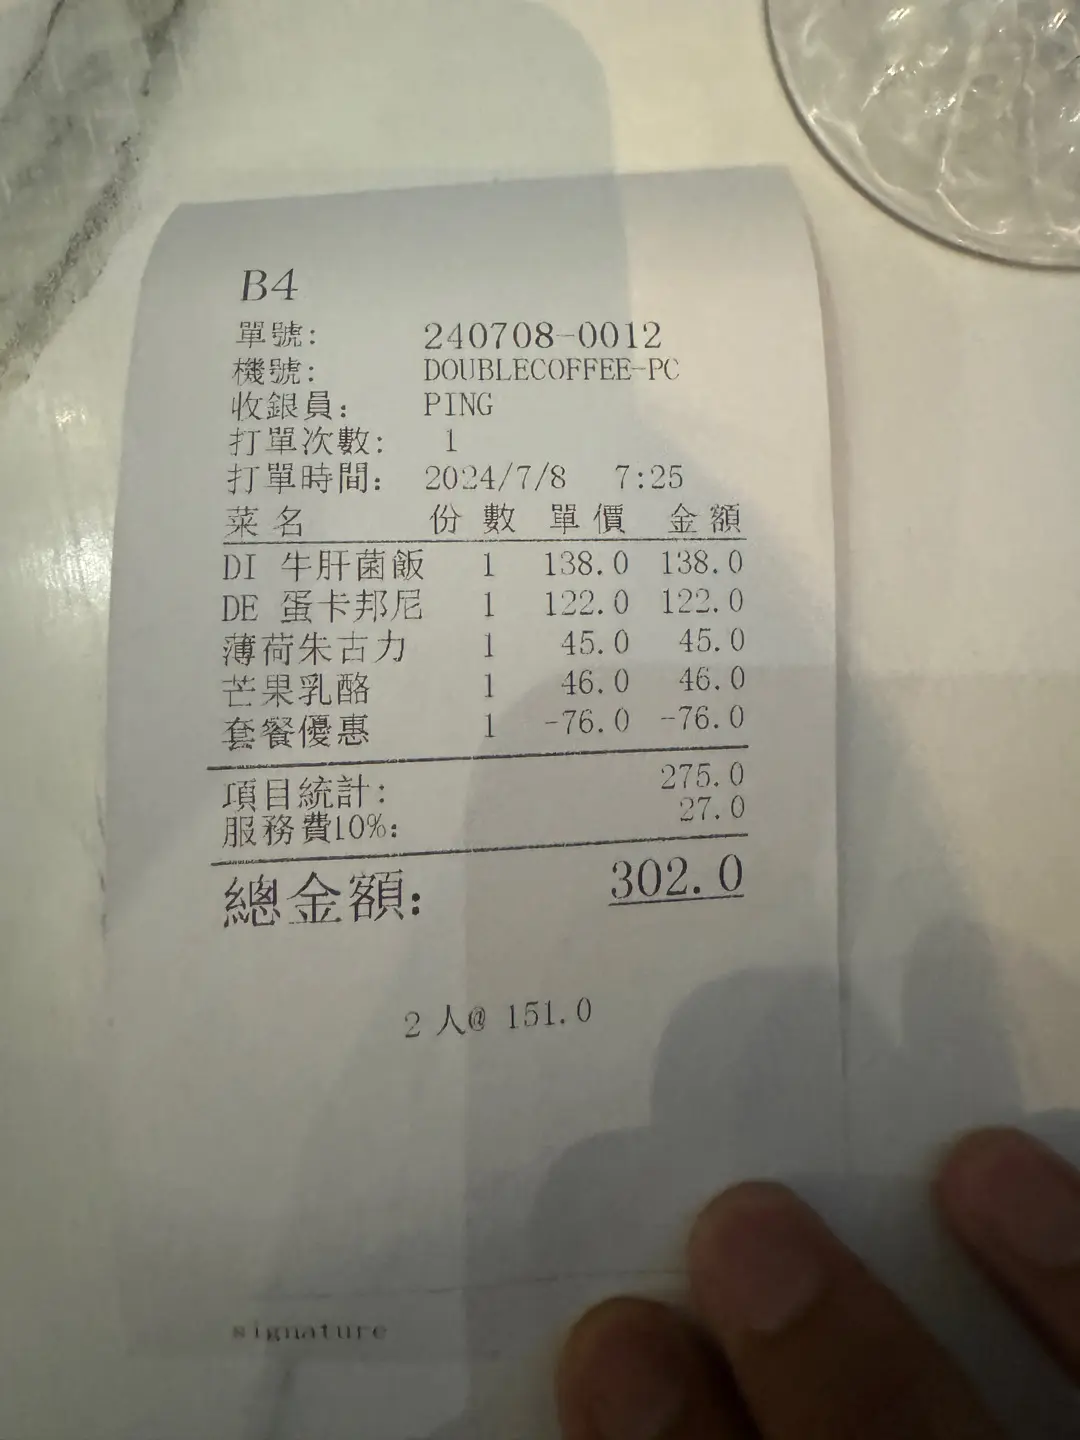 B4
單號: 240708-0012
機號: DOUBLECOFFEE-PC
收銀員: PING
打單次數: 1
打單時間: 2024/7/8 7:25
菜名 份數 單價 金額
DI 牛肝菌飯 1 138.0 138.0
DE 蛋卡邦尼 1 122.0 122.0
薄荷朱古力 1 45.0 45.0
芒果乳酪 1 46.0 46.0
套餐優惠 1 -76.0 -76.0
項目統計: 275.0
服務費10%: 27.0
總金額: 302.0
2 人@ 151.0
signature